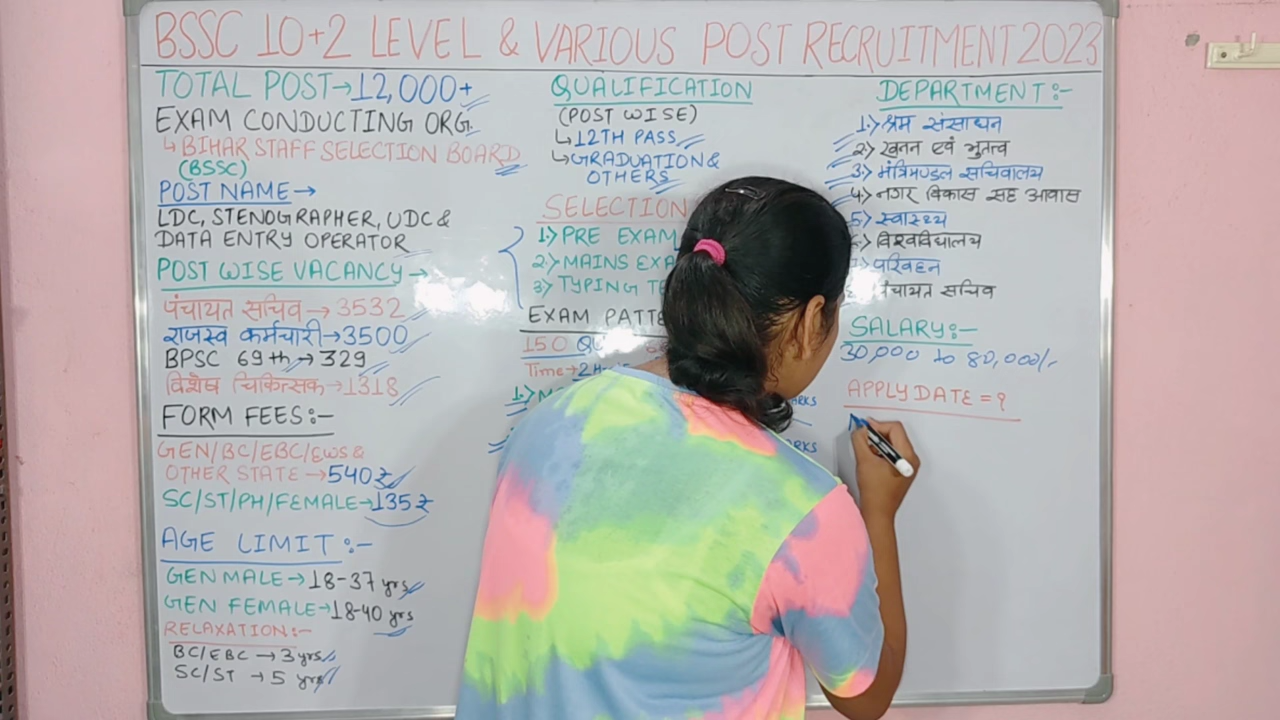 BSSC 10+2 LEVEL & VARIOUS POST RECRUITMENT 2023
TOTAL POST→12,000+
EXAM CONDUCTING ORG.
↳BIHAR STAFF SELECTION BOARD
(BSSC)
POST NAME→
LDC, STENOGRAPHER, UDC &
DATA ENTRY OPERATOR
POST WISE VACANCY→
पंचायत सचिव→3532
राजस्व कर्मचारी→3500
BPSC 69th→329
विशेष चिकित्सक→1318
FORM FEES:-
GEN/BC/EBC/EWS &
OTHER STATE→540₹
SC/ST/PH/FEMALE→135₹
AGE LIMIT:-
GEN MALE→18-37 yrs
GEN FEMALE→18-40 yrs
RELAXATION:-
BC/EBC→3 yrs
SC/ST→5 yrs
QUALIFICATION
(POST WISE)
↳12TH PASS
↳GRADUATION &
OTHERS
SELECTION
1.> PRE EXAM
2.> MAINS EXA
3> TYPING TE
EXAM PATTE
150 QU
Time→2H
1.>
DEPARTMENT:-
1.> श्रम संसाधन
2> खनन एवं भूतत्व
3.> मंत्रिमण्डल सचिवालय
4.> नगर विकास सह आवास
5> स्वास्थ्य
विश्वविद्यालय
परिवहन
पंचायत सचिव
SALARY:-
30,000 to 80,000/-
APPLY DATE = ?